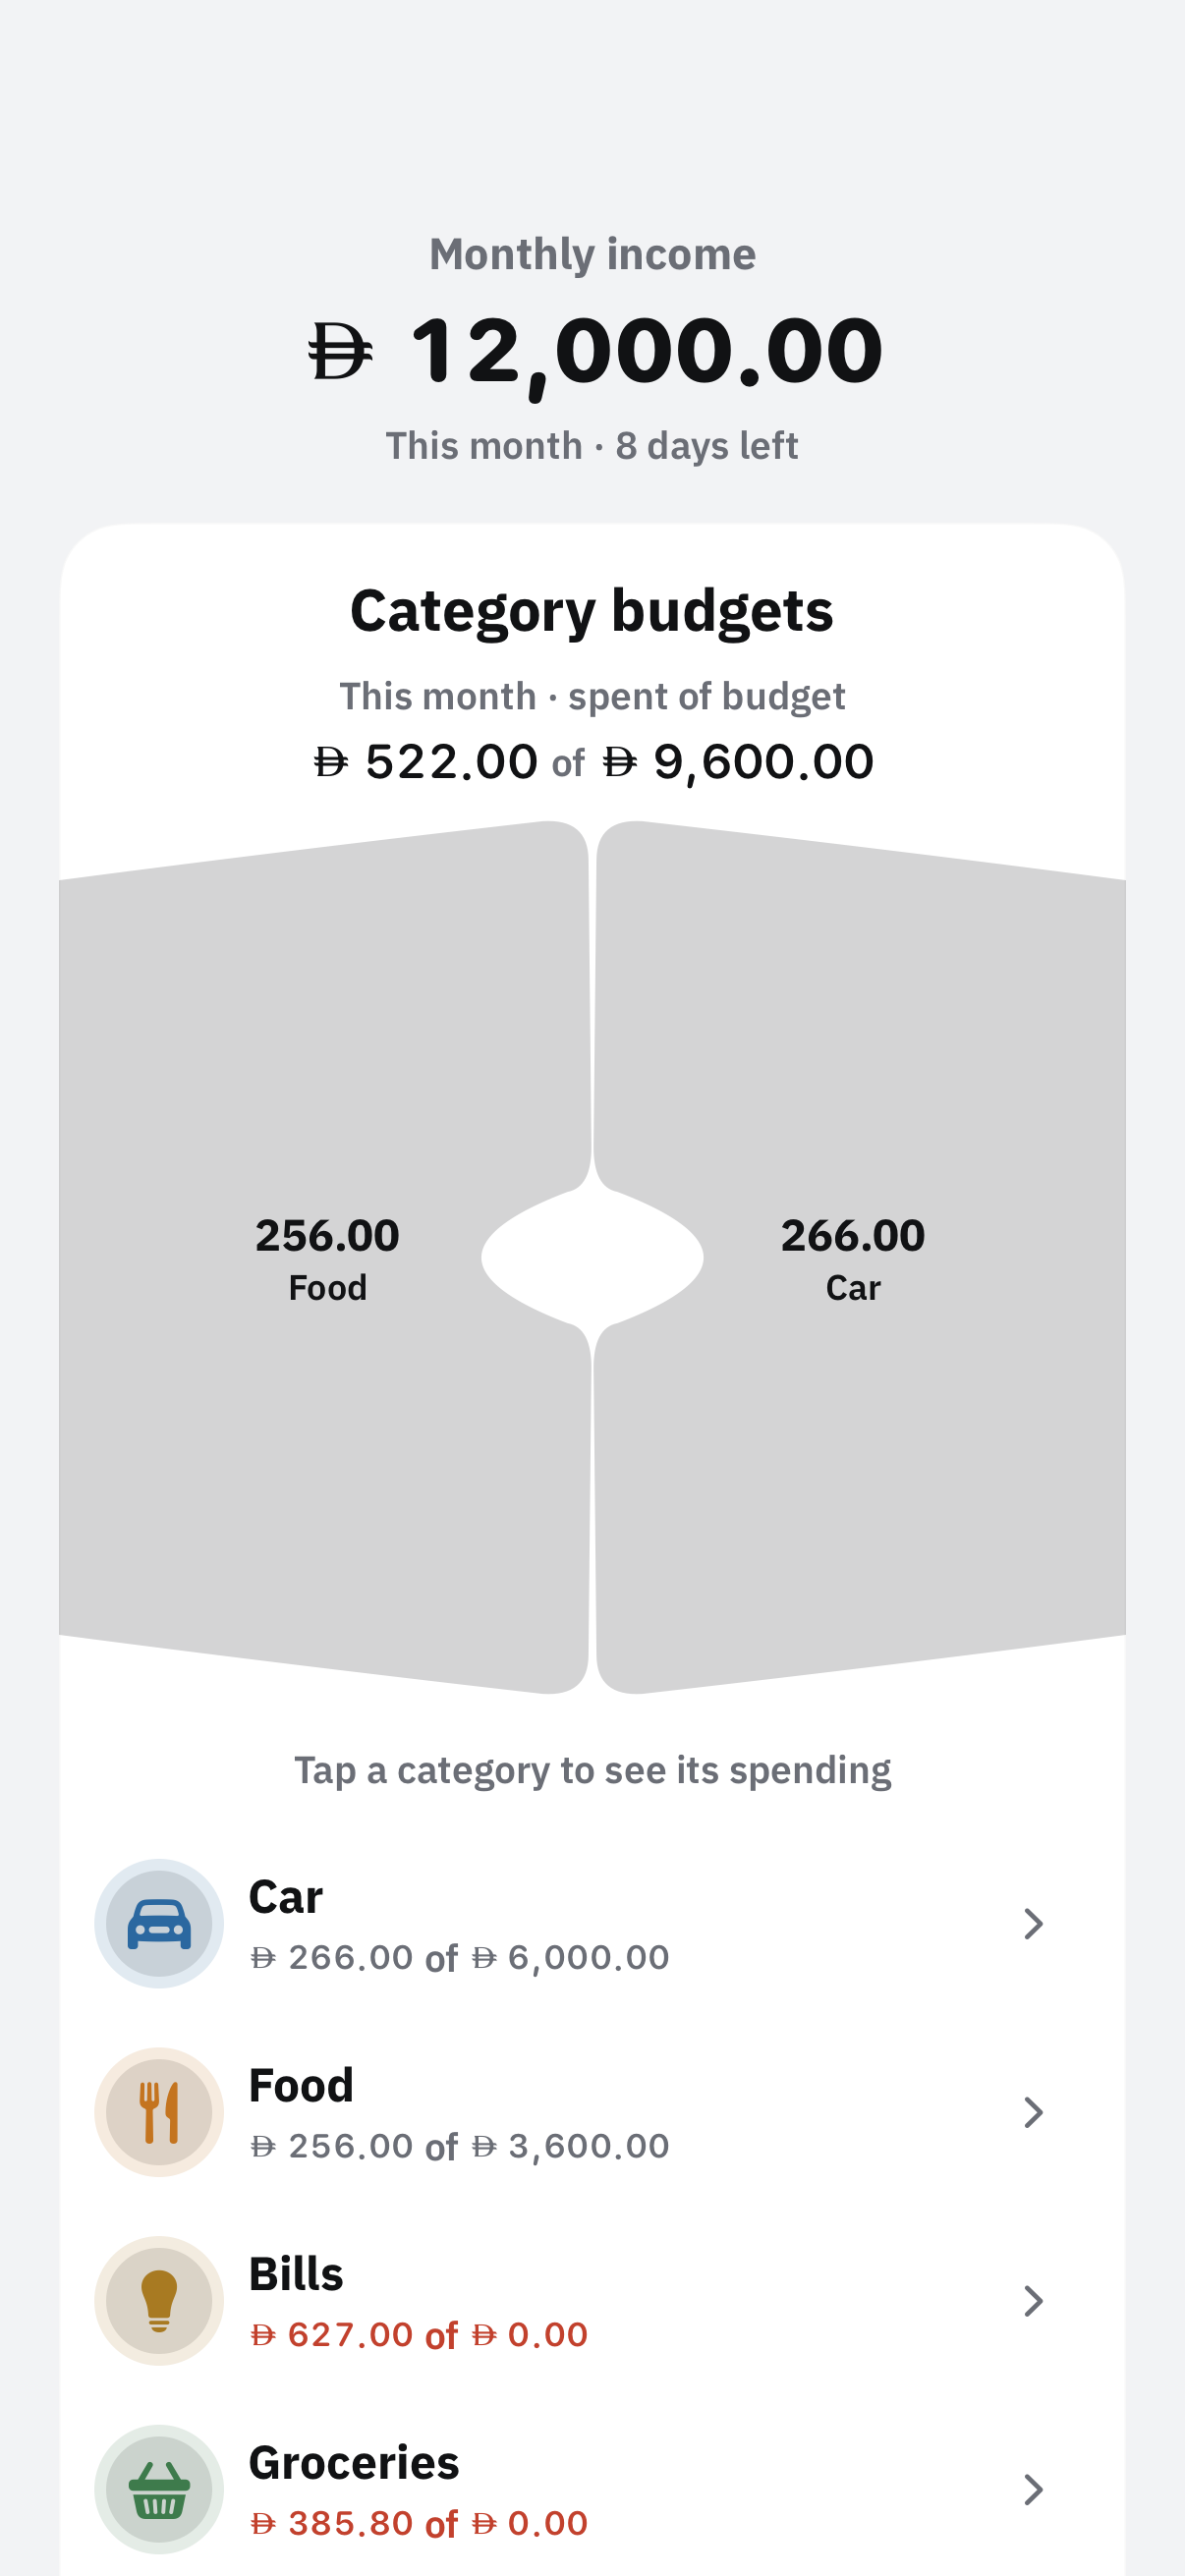 Monthly income
 12,000.00
This month · 8 days left
Category budgets
This month · spent of budget
 522.00 of  9,600.00
256.00
Food
266.00
Car
Tap a category to see its spending
Car
 266.00 of  6,000.00
Food
 256.00 of  3,600.00
Bills
 627.00 of  0.00
Groceries
 385.80 of  0.00